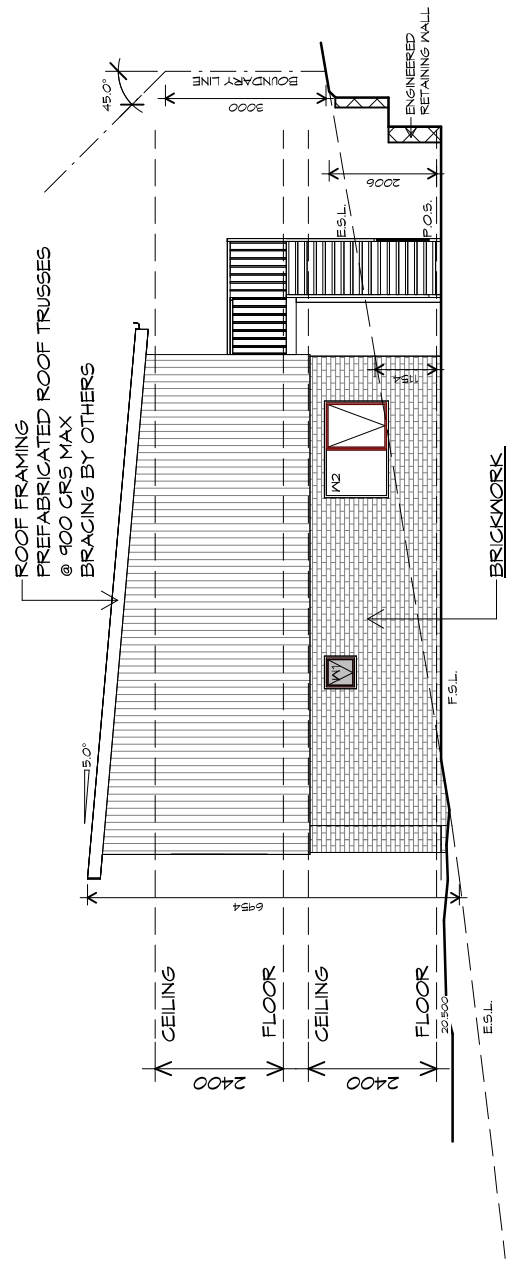 ROOF FRAMING
PREFABRICATED ROOF TRUSSES
@ 900 CRS MAX
BRACING BY OTHERS
5.0°
45.0°
BOUNDARY LINE
3000
ENGINEERED
RETAINING WALL
2006
E.S.L.
P.O.S.
1154
W2
W1
BRICKWORK
F.S.L.
6954
CEILING
FLOOR
CEILING
FLOOR
2400
2400
20.500
E.S.L.